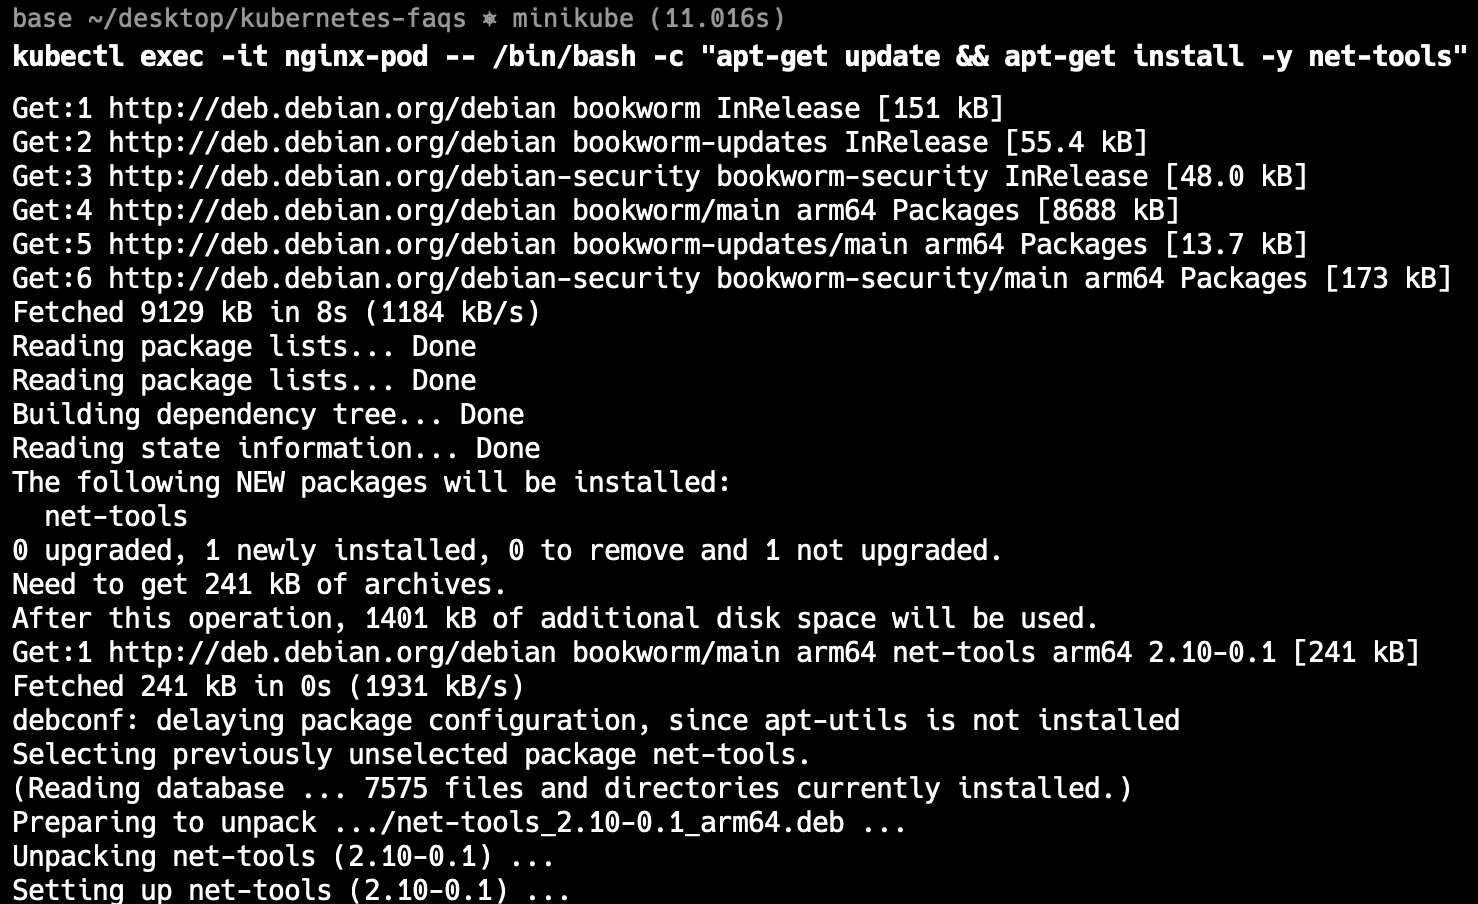 base ~/desktop/kubernetes-faqs ⎈ minikube (11.016s)
kubectl exec -it nginx-pod -- /bin/bash -c "apt-get update && apt-get install -y net-tools"
Get:1 http://deb.debian.org/debian bookworm InRelease [151 kB]
Get:2 http://deb.debian.org/debian bookworm-updates InRelease [55.4 kB]
Get:3 http://deb.debian.org/debian-security bookworm-security InRelease [48.0 kB]
Get:4 http://deb.debian.org/debian bookworm/main arm64 Packages [8688 kB]
Get:5 http://deb.debian.org/debian bookworm-updates/main arm64 Packages [13.7 kB]
Get:6 http://deb.debian.org/debian-security bookworm-security/main arm64 Packages [173 kB]
Fetched 9129 kB in 8s (1184 kB/s)
Reading package lists... Done
Reading package lists... Done
Building dependency tree... Done
Reading state information... Done
The following NEW packages will be installed:
  net-tools
0 upgraded, 1 newly installed, 0 to remove and 1 not upgraded.
Need to get 241 kB of archives.
After this operation, 1401 kB of additional disk space will be used.
Get:1 http://deb.debian.org/debian bookworm/main arm64 net-tools arm64 2.10-0.1 [241 kB]
Fetched 241 kB in 0s (1931 kB/s)
debconf: delaying package configuration, since apt-utils is not installed
Selecting previously unselected package net-tools.
(Reading database ... 7575 files and directories currently installed.)
Preparing to unpack .../net-tools_2.10-0.1_arm64.deb ...
Unpacking net-tools (2.10-0.1) ...
Setting up net-tools (2.10-0.1) ...